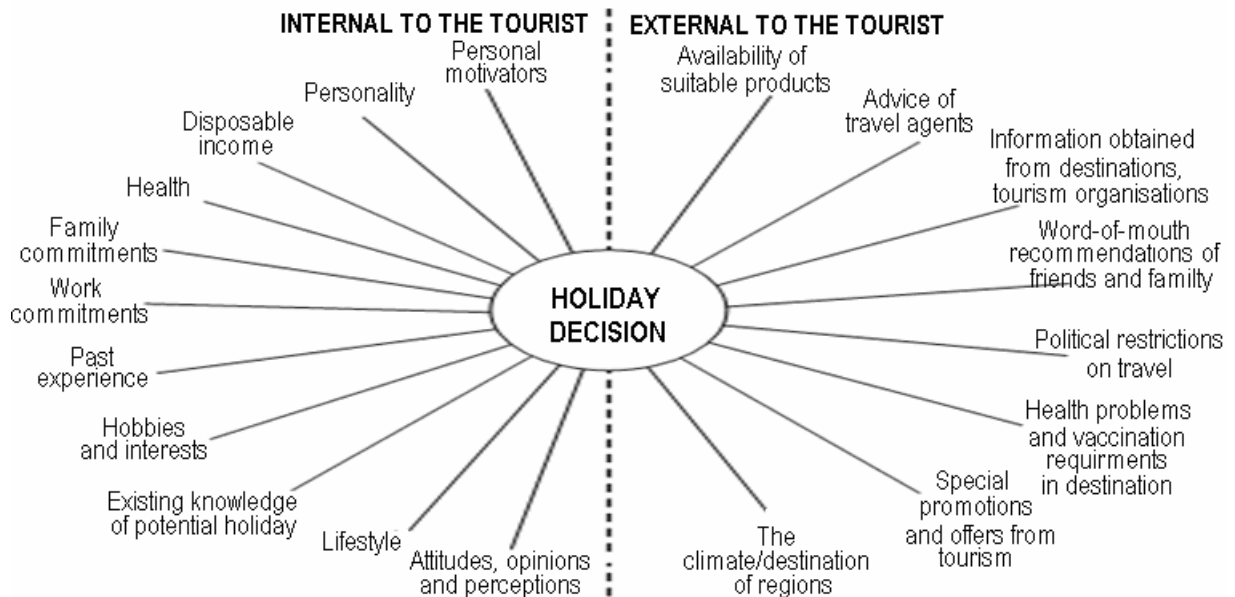 INTERNAL TO THE TOURIST
EXTERNAL TO THE TOURIST
Personal
motivators
Personality
Disposable
income
Health
Family
commitments
Work
commitments
Past
experience
Hobbies
and interests
Existing knowledge
of potential holiday
Lifestyle
Attitudes, opinions
and perceptions
HOLIDAY
DECISION
Availability of
suitable products
Advice of
travel agents
Information obtained
from destinations,
tourism organisations
Word-of-mouth
recommendations of
friends and familty
Political restrictions
on travel
Health problems
and vaccination
requirments
in destination
Special
promotions
and offers from
tourism
The
climate/destination
of regions